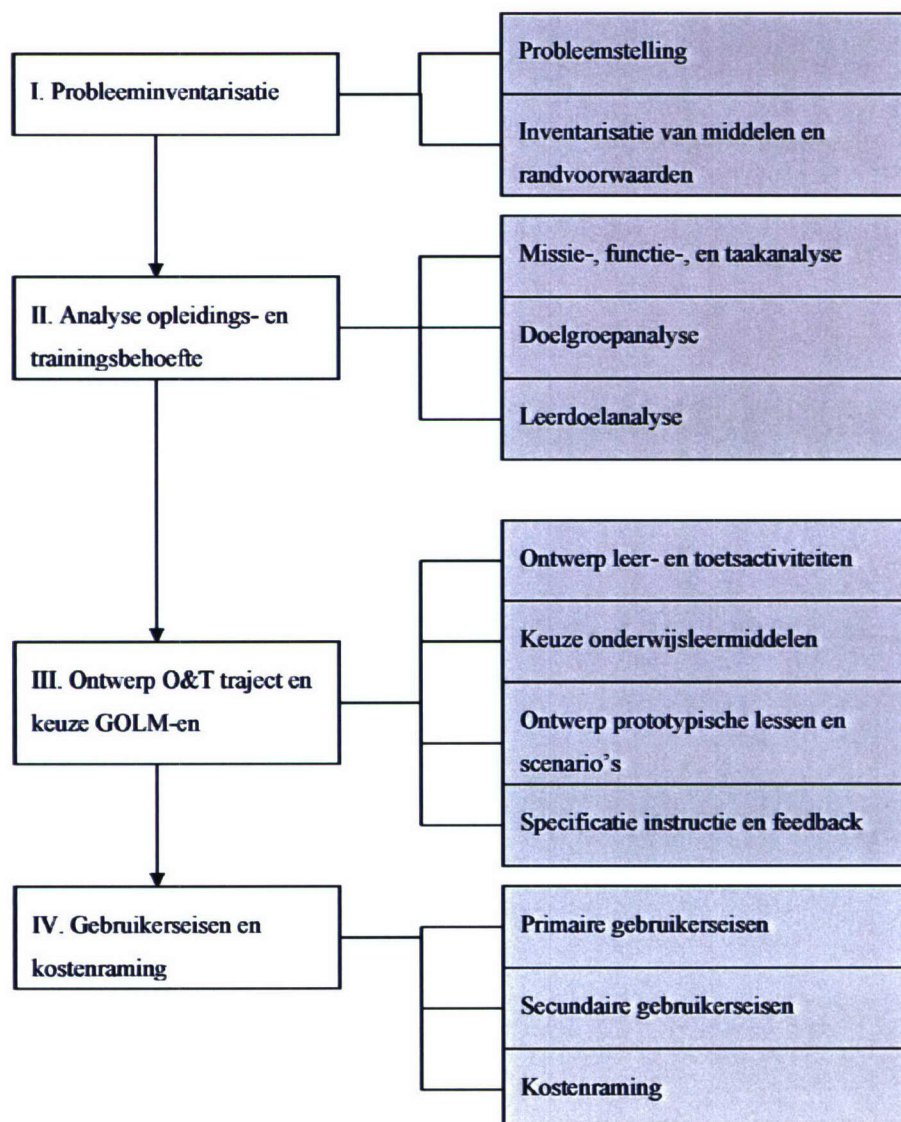 I. Probleeminventarisatie
Probleemstelling
Inventarisatie van middelen en
randvoorwaarden
II. Analyse opleidings- en
trainingsbehoefte
Missie-, functie-, en taakanalyse
Doelgroepanalyse
Leerdoelanalyse
III. Ontwerp O&T traject en
keuze GOLM-en
Ontwerp leer- en toetsactiviteiten
Keuze onderwijsleermiddelen
Ontwerp prototypische lessen en
scenario's
Specificatie instructie en feedback
IV. Gebruikerseisen en
kostenraming
Primaire gebruikerseisen
Secundaire gebruikerseisen
Kostenraming